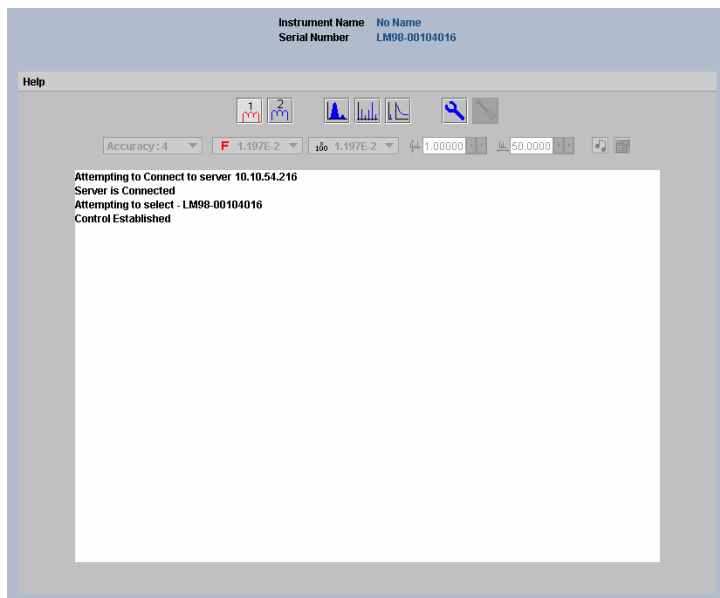 Instrument Name No Name
Serial Number LM98-00104016
Help
1 2
Accuracy: 4 F 1.197E-2 x/100 1.197E-2 1.00000 50.0000
Attempting to Connect to server 10.10.54.216
Server is Connected
Attempting to select - LM98-00104016
Control Established